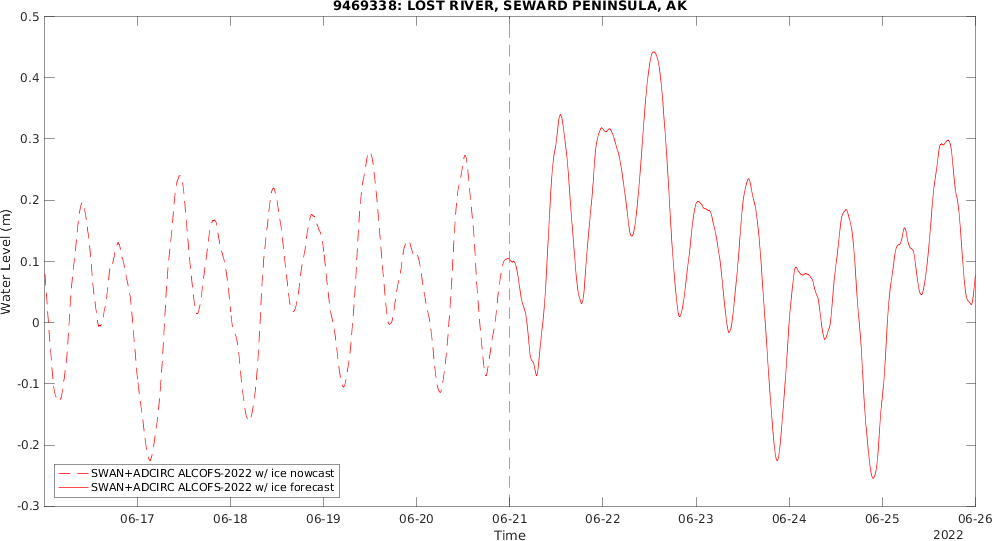 9469338: LOST RIVER, SEWARD PENINSULA, AK
Water Level (m)
0.5
0.4
0.3
0.2
0.1
0
-0.1
-0.2
-0.3
SWAN+ADCIRC ALCOFS-2022 w/ ice nowcast
SWAN+ADCIRC ALCOFS-2022 w/ ice forecast
06-17 06-18 06-19 06-20 06-21 06-22 06-23 06-24 06-25 06-26
Time
2022